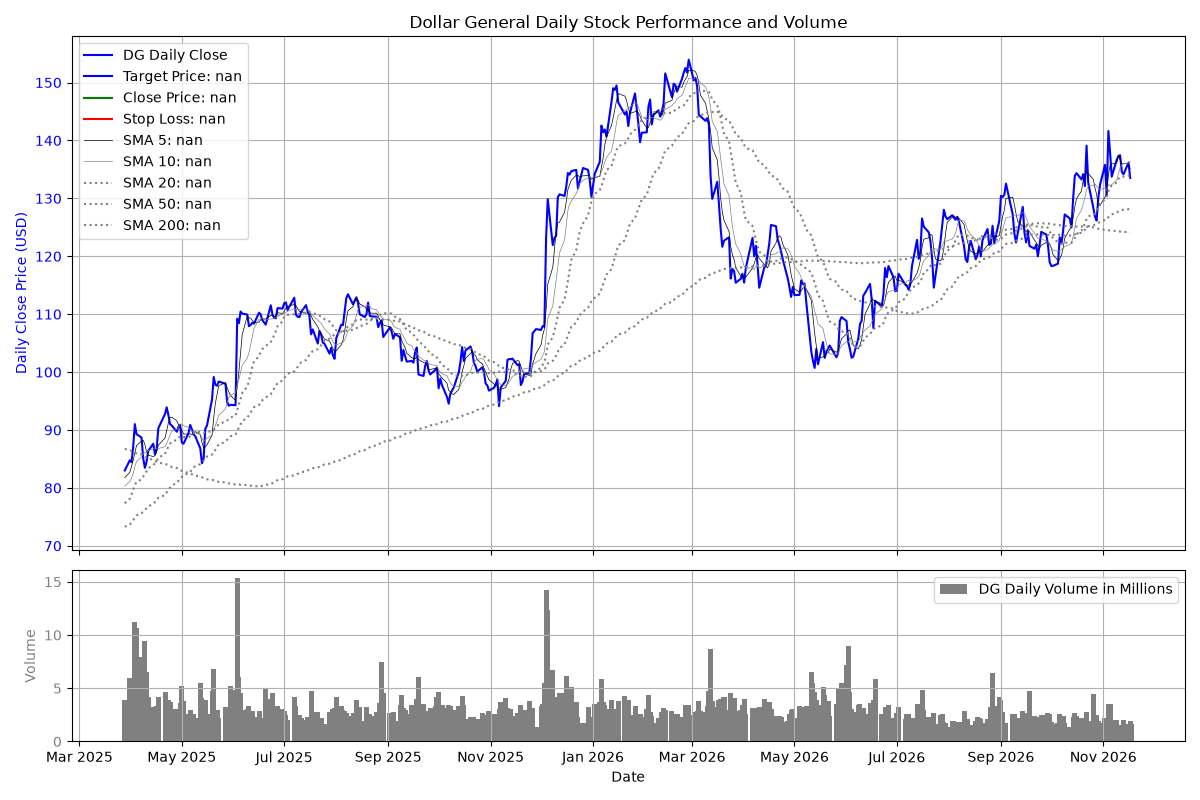 Dollar General Daily Stock Performance and Volume
DG Daily Close
Target Price: nan
Close Price: nan
Stop Loss: nan
SMA 5: nan
SMA 10: nan
SMA 20: nan
SMA 50: nan
SMA 200: nan
Daily Close Price (USD)
150
140
130
120
110
100
90
80
70
DG Daily Volume in Millions
Volume
15
10
5
0
Mar 2025 May 2025 Jul 2025 Sep 2025 Nov 2025 Jan 2026 Mar 2026 May 2026 Jul 2026 Sep 2026 Nov 2026
Date